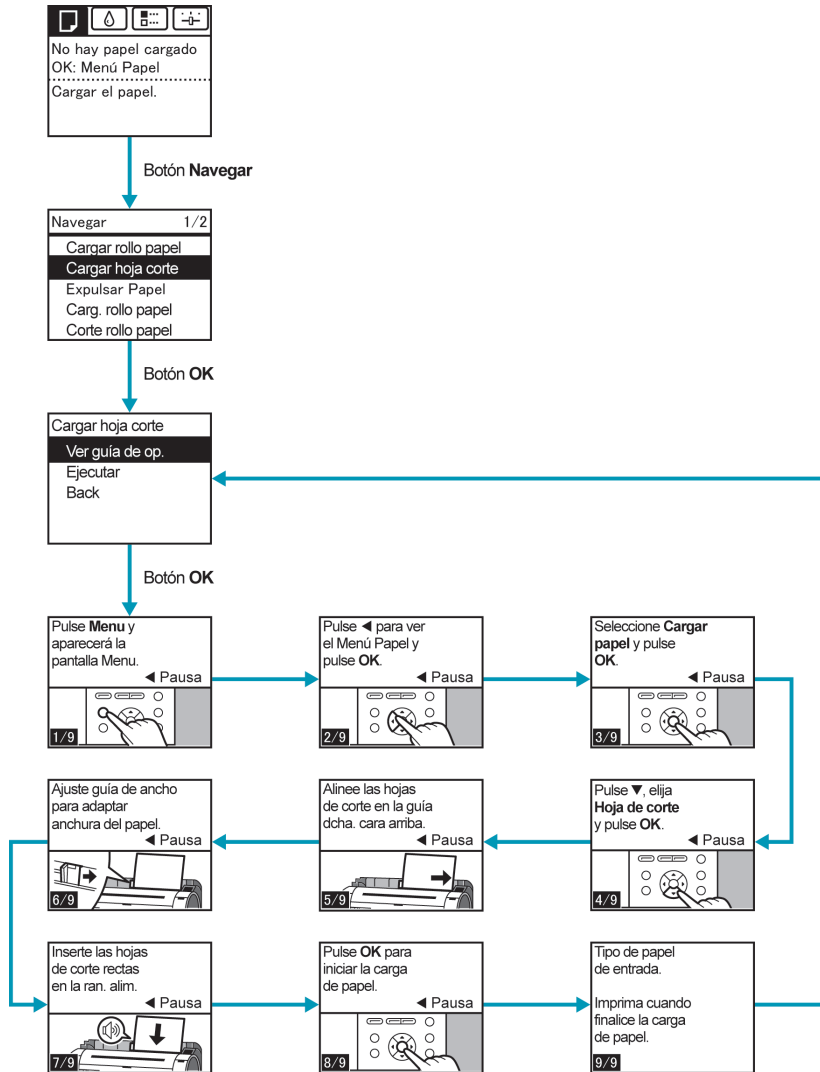 No hay papel cargado
OK: Menú Papel
Cargar el papel.
Botón Navegar
Navegar 1/2
Cargar rollo papel
Cargar hoja corte
Expulsar Papel
Carg. rollo papel
Corte rollo papel
Botón OK
Cargar hoja corte
Ver guía de op.
Ejecutar
Back
Botón OK
Pulse Menu y
aparecerá la
pantalla Menu.
◀ Pausa
1/9
Pulse ◀ para ver
el Menú Papel y
pulse OK.
◀ Pausa
2/9
Seleccione Cargar
papel y pulse
OK.
◀ Pausa
3/9
Pulse ▼, elija
Hoja de corte
y pulse OK.
◀ Pausa
4/9
Alinee las hojas
de corte en la guía
dcha. cara arriba.
◀ Pausa
5/9
Ajuste guía de ancho
para adaptar
anchura del papel.
◀ Pausa
6/9
Inserte las hojas
de corte rectas
en la ran. alim.
◀ Pausa
7/9
Pulse OK para
iniciar la carga
de papel.
◀ Pausa
8/9
Tipo de papel
de entrada.
Imprima cuando
finalice la carga
de papel.
9/9